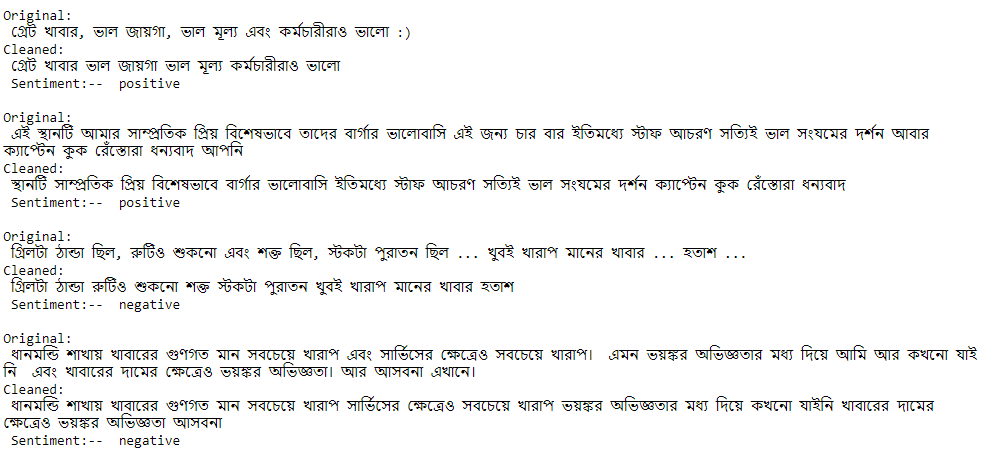 Original:
গ্রেট খাবার, ভাল জায়গা, ভাল মূল্য এবং কর্মচারীরাও ভালো :)
Cleaned:
গ্রেট খাবার ভাল জায়গা ভাল মূল্য কর্মচারীরাও ভালো
Sentiment:-- positive
Original:
এই স্থানটি আমার সাম্প্রতিক প্রিয় বিশেষভাবে তাদের বার্গার ভালোবাসি এই জন্য চার বার ইতিমধ্যে স্টাফ আচরণ সত্যিই ভাল সংযমের দর্শন আবার
ক্যাপ্টেন কুক রেঁস্তোরা ধন্যবাদ আপনি
Cleaned:
স্থানটি সাম্প্রতিক প্রিয় বিশেষভাবে বার্গার ভালোবাসি ইতিমধ্যে স্টাফ আচরণ সত্যিই ভাল সংযমের দর্শন ক্যাপ্টেন কুক রেঁস্তোরা ধন্যবাদ
Sentiment:-- positive
Original:
গ্রিলটা ঠান্ডা ছিল, রুটিও শুকনো এবং শক্ত ছিল, স্টকটা পুরাতন ছিল ... খুবই খারাপ মানের খাবার ... হতাশ ...
Cleaned:
গ্রিলটা ঠান্ডা রুটিও শুকনো শক্ত স্টকটা পুরাতন খুবই খারাপ মানের খাবার হতাশ
Sentiment:-- negative
Original:
ধানমন্ডি শাখায় খাবারের গুণগত মান সবচেয়ে খারাপ এবং সার্ভিসের ক্ষেত্রেও সবচেয়ে খারাপ। এমন ভয়ঙ্কর অভিজ্ঞতার মধ্য দিয়ে আমি আর কখনো যাই
নি এবং খাবারের দামের ক্ষেত্রেও ভয়ঙ্কর অভিজ্ঞতা। আর আসবনা এখানে।
Cleaned:
ধানমন্ডি শাখায় খাবারের গুণগত মান সবচেয়ে খারাপ সার্ভিসের ক্ষেত্রেও সবচেয়ে খারাপ ভয়ঙ্কর অভিজ্ঞতার মধ্য দিয়ে কখনো যাইনি খাবারের দামের
ক্ষেত্রেও ভয়ঙ্কর অভিজ্ঞতা আসবনা
Sentiment:-- negative